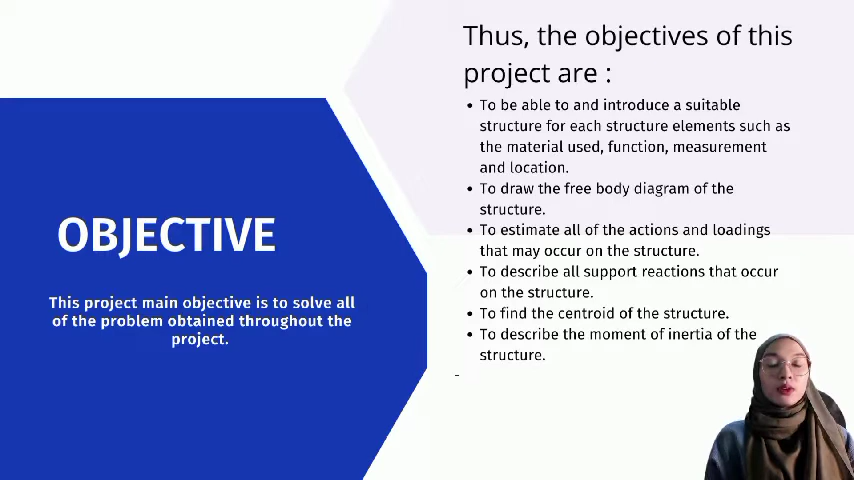 OBJECTIVE
This project main objective is to solve all
of the problem obtained throughout the
project.
Thus, the objectives of this
project are :
• To be able to and introduce a suitable
structure for each structure elements such as
the material used, function, measurement
and location.
• To draw the free body diagram of the
structure.
• To estimate all of the actions and loadings
that may occur on the structure.
• To describe all support reactions that occur
on the structure.
• To find the centroid of the structure.
• To describe the moment of inertia of the
structure.
-